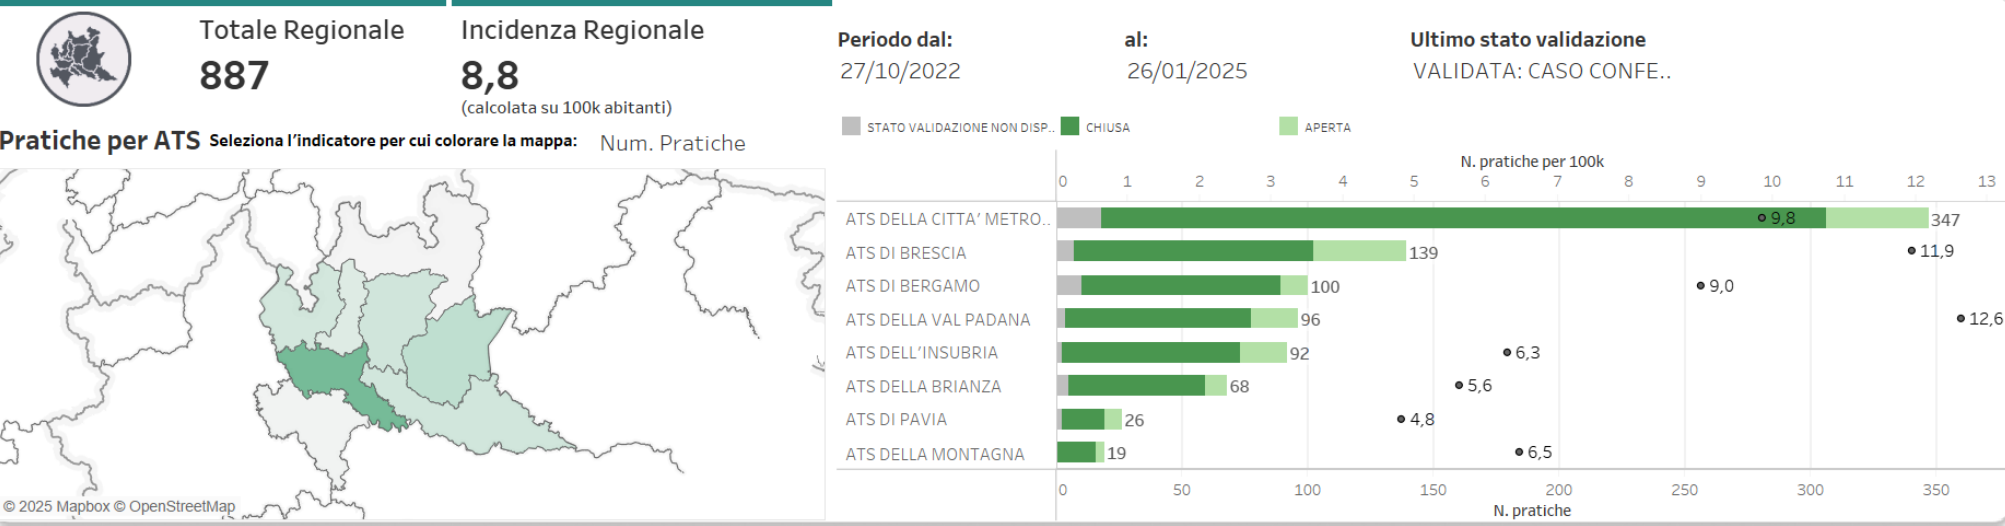 Totale Regionale
887
Incidenza Regionale
8,8
(calcolata su 100k abitanti)
Pratiche per ATS Seleziona l'indicatore per cui colorare la mappa: Num. Pratiche
© 2025 Mapbox © OpenStreetMap
Periodo dal: al: Ultimo stato validazione
27/10/2022 26/01/2025 VALIDATA: CASO CONFE..
STATO VALIDAZIONE NON DISP.. CHIUSA APERTA
N. pratiche per 100k
0 1 2 3 4 5 6 7 8 9 10 11 12 13
ATS DELLA CITTA' METRO.. 9,8 347
ATS DI BRESCIA 139 11,9
ATS DI BERGAMO 100 9,0
ATS DELLA VAL PADANA 96 12,6
ATS DELL'INSUBRIA 92 6,3
ATS DELLA BRIANZA 68 5,6
ATS DI PAVIA 26 4,8
ATS DELLA MONTAGNA 19 6,5
0 50 100 150 200 250 300 350
N. pratiche